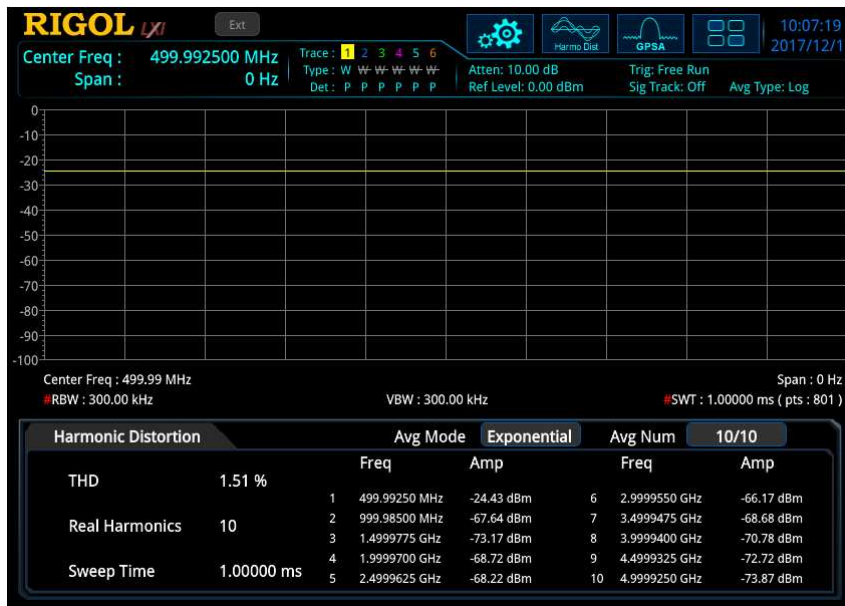 RIGOL LXI Ext 10:07:19
2017/12/1
Harmo Dist GPSA
Center Freq : 499.992500 MHz
Span : 0 Hz
Trace : 1 2 3 4 5 6
Type : W W W W W W
Det : P P P P P P
Atten: 10.00 dB
Ref Level: 0.00 dBm
Trig: Free Run
Sig Track: Off
Avg Type: Log
0
-10
-20
-30
-40
-50
-60
-70
-80
-90
-100
Center Freq : 499.99 MHz Span : 0 Hz
#RBW : 300.00 kHz VBW : 300.00 kHz #SWT : 1.00000 ms ( pts : 801 )
Harmonic Distortion Avg Mode Exponential Avg Num 10/10
THD 1.51 %
Real Harmonics 10
Sweep Time 1.00000 ms
Freq Amp
1 499.99250 MHz -24.43 dBm
2 999.98500 MHz -67.64 dBm
3 1.4999775 GHz -73.17 dBm
4 1.9999700 GHz -68.72 dBm
5 2.4999625 GHz -68.22 dBm
Freq Amp
6 2.9999550 GHz -66.17 dBm
7 3.4999475 GHz -68.68 dBm
8 3.9999400 GHz -70.78 dBm
9 4.4999325 GHz -72.72 dBm
10 4.9999250 GHz -73.87 dBm